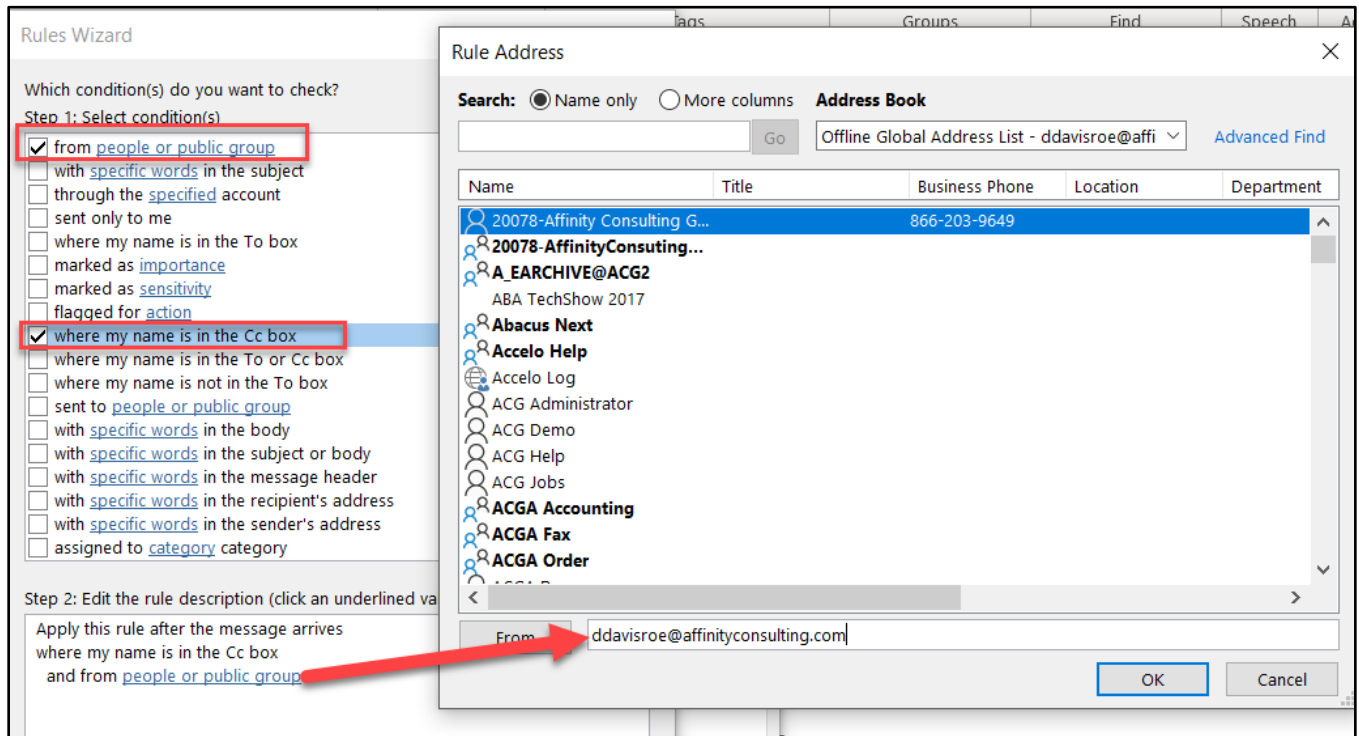 Tags Groups Find Speech
Rules Wizard
Which condition(s) do you want to check?
Step 1: Select condition(s)
from people or public group
with specific words in the subject
through the specified account
sent only to me
where my name is in the To box
marked as importance
marked as sensitivity
flagged for action
where my name is in the Cc box
where my name is in the To or Cc box
where my name is not in the To box
sent to people or public group
with specific words in the body
with specific words in the subject or body
with specific words in the message header
with specific words in the recipient's address
with specific words in the sender's address
assigned to category category
Step 2: Edit the rule description (click an underlined va
Apply this rule after the message arrives
where my name is in the Cc box
and from people or public group
Rule Address
Search: Name only More columns Address Book
Go Offline Global Address List - ddavisroe@affi Advanced Find
Name Title Business Phone Location Department
20078-Affinity Consulting G... 866-203-9649
20078-AffinityConsuting...
A_EARCHIVE@ACG2
ABA TechShow 2017
Abacus Next
Accelo Help
Accelo Log
ACG Administrator
ACG Demo
ACG Help
ACG Jobs
ACGA Accounting
ACGA Fax
ACGA Order
From ddavisroe@affinityconsulting.com
OK Cancel